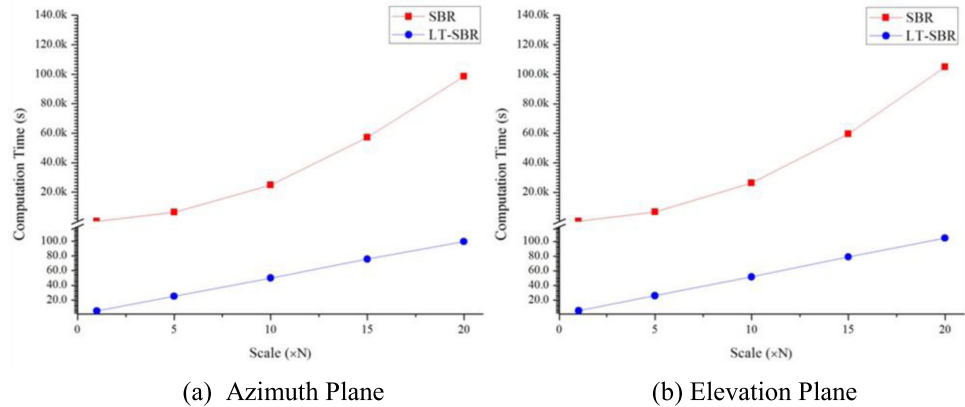 140.0k
120.0k
100.0k
80.0k
60.0k
40.0k
20.0k
100.0
80.0
60.0
40.0
20.0
Computation Time (s)
SBR
LT-SBR
0 5 10 15 20
Scale (×N)
(a) Azimuth Plane
140.0k
120.0k
100.0k
80.0k
60.0k
40.0k
20.0k
100.0
80.0
60.0
40.0
20.0
Computation Time (s)
SBR
LT-SBR
0 5 10 15 20
Scale (×N)
(b) Elevation Plane